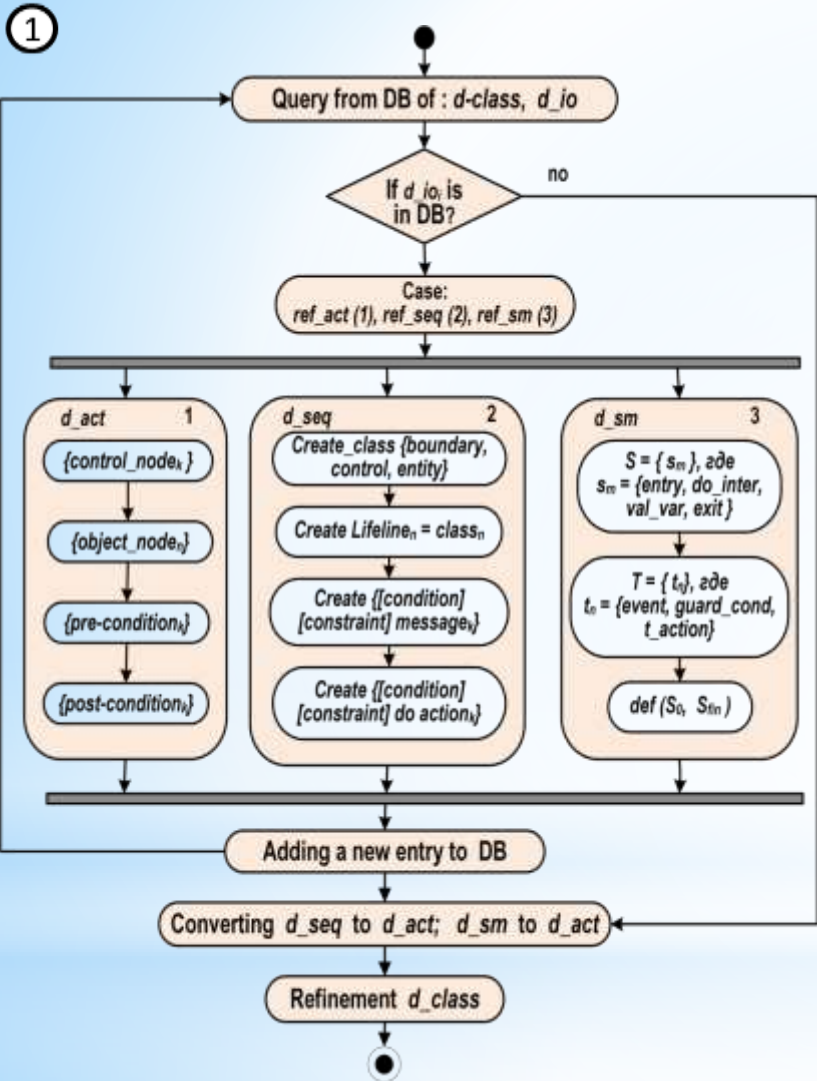 1
Query from DB of : d-class, d_io
no
If d_ioᵢ is
in DB?
Case:
ref_act (1), ref_seq (2), ref_sm (3)
d_act 1
{control_nodeₖ }
{object_nodeₙ}
{pre-conditionₖ}
{post-conditionₖ}
d_seq 2
Create_class {boundary,
control, entity}
Create Lifelineₙ = classₙ
Create {[condition]
[constraint] messageₖ}
Create {[condition]
[constraint] do actionₖ}
d_sm 3
S = { sₘ }, где
sₘ = {entry, do_inter,
val_var, exit }
T = { tₙ}, где
tₙ = {event, guard_cond,
t_action}
def (S₀, Sfin )
Adding a new entry to DB
Converting d_seq to d_act; d_sm to d_act
Refinement d_class